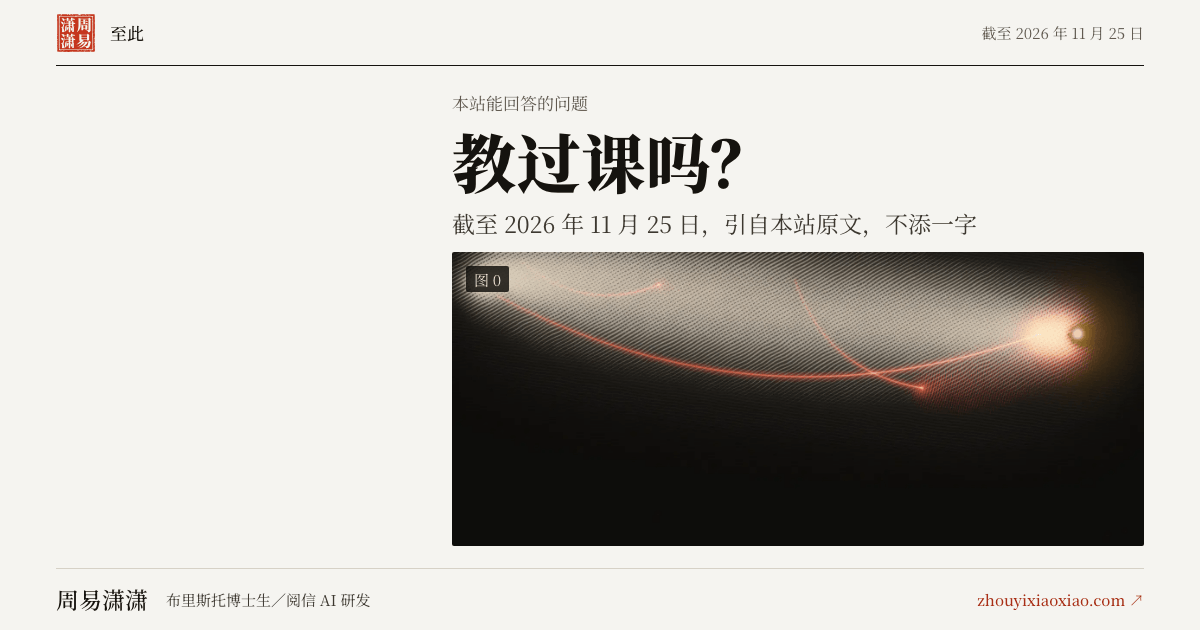 周易潇潇
至此
截至 2026 年 11 月 25 日
本站能回答的问题
教过课吗?
截至 2026 年 11 月 25 日，引自本站原文，不添一字
图 0
周易潇潇
布里斯托博士生／阅信 AI 研发
zhouyixiaoxiao.com ↗